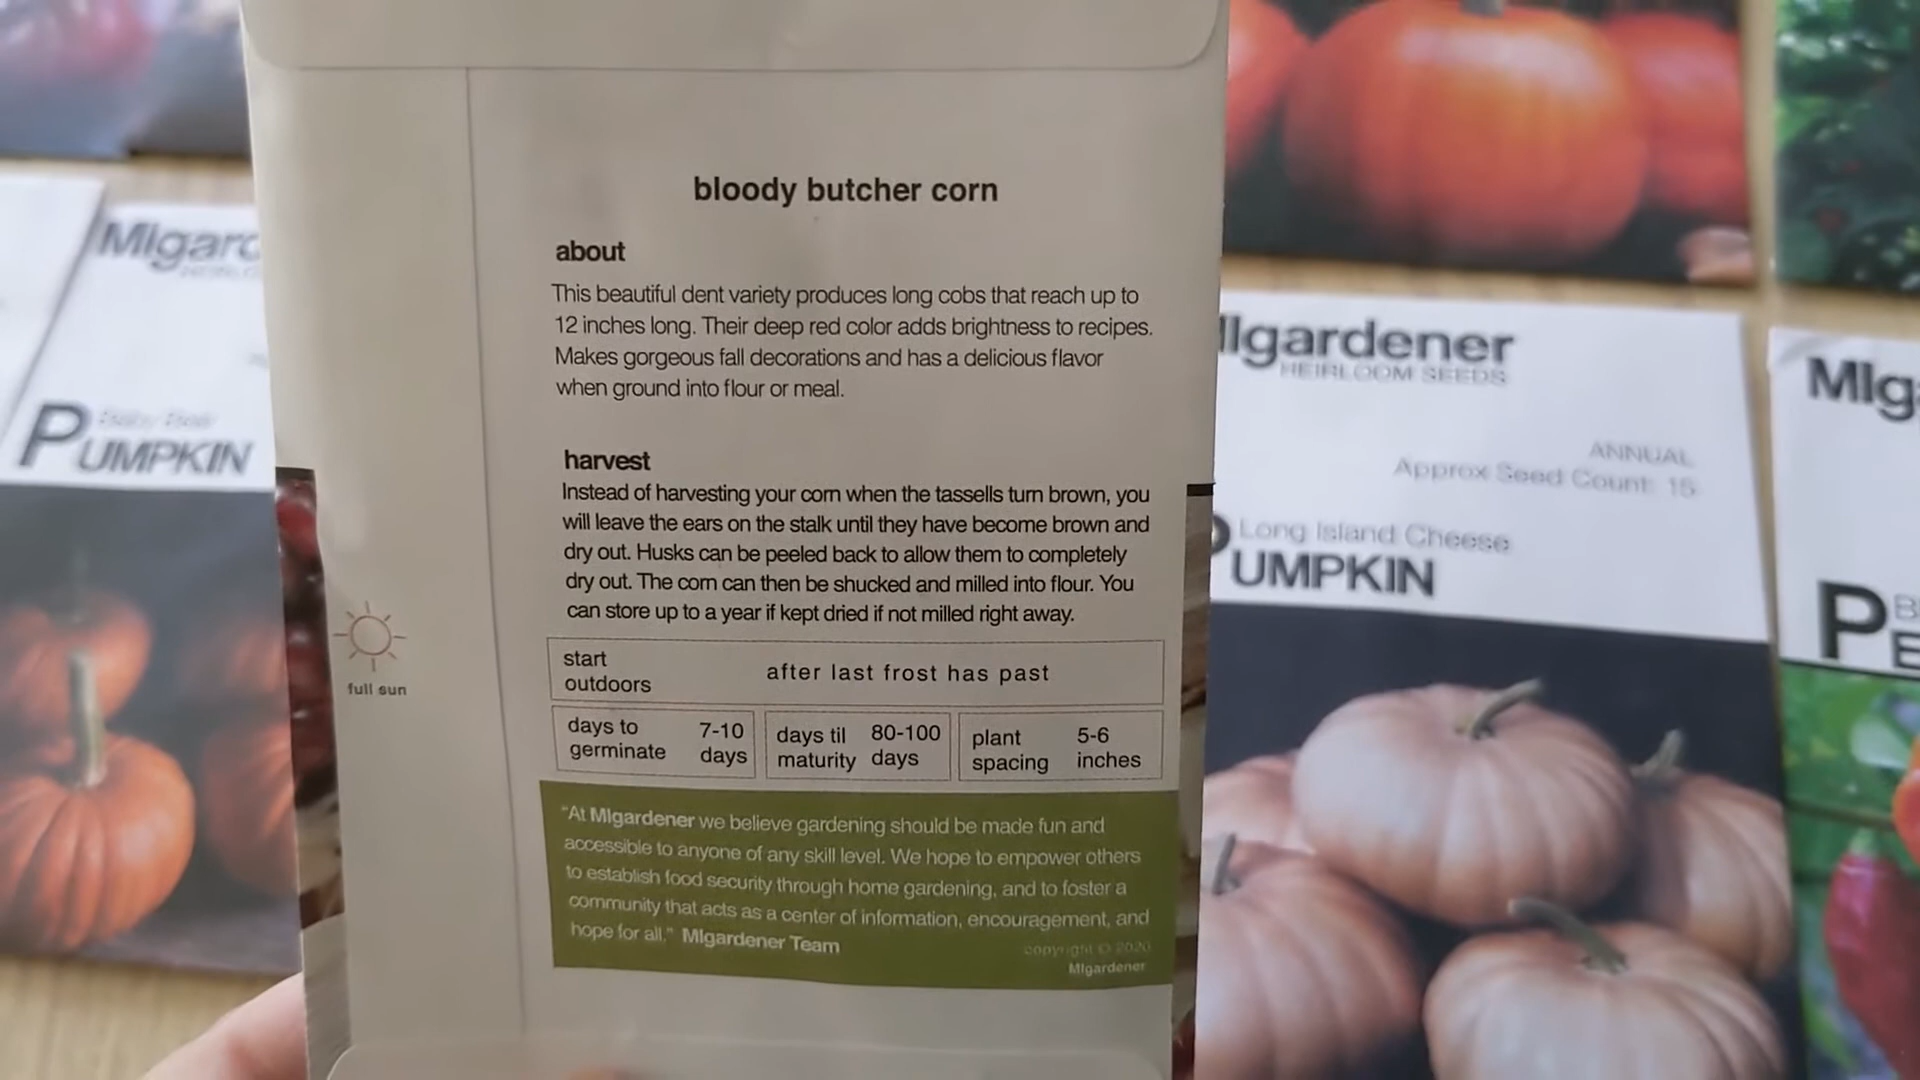 bloody butcher corn
about
This beautiful dent variety produces long cobs that reach up to
12 inches long. Their deep red color adds brightness to recipes.
Makes gorgeous fall decorations and has a delicious flavor
when ground into flour or meal.
harvest
Instead of harvesting your corn when the tassells turn brown, you
will leave the ears on the stalk until they have become brown and
dry out. Husks can be peeled back to allow them to completely
dry out. The corn can then be shucked and milled into flour. You
can store up to a year if kept dried if not milled right away.
full sun
start
outdoors
after last frost has past
days to
germinate
7-10
days
days til
maturity
80-100
days
plant
spacing
5-6
inches
"At MIgardener we believe gardening should be made fun and
accessible to anyone of any skill level. We hope to empower others
to establish food security through home gardening, and to foster a
community that acts as a center of information, encouragement, and
hope for all." MIgardener Team
copyright © 2020
MIgardener
MIgard
PUMPKIN
Igardener
HEIRLOOM SEEDS
ANNUAL
Approx Seed Count: 15
Long Island Cheese
PUMPKIN
MIg
B
PE